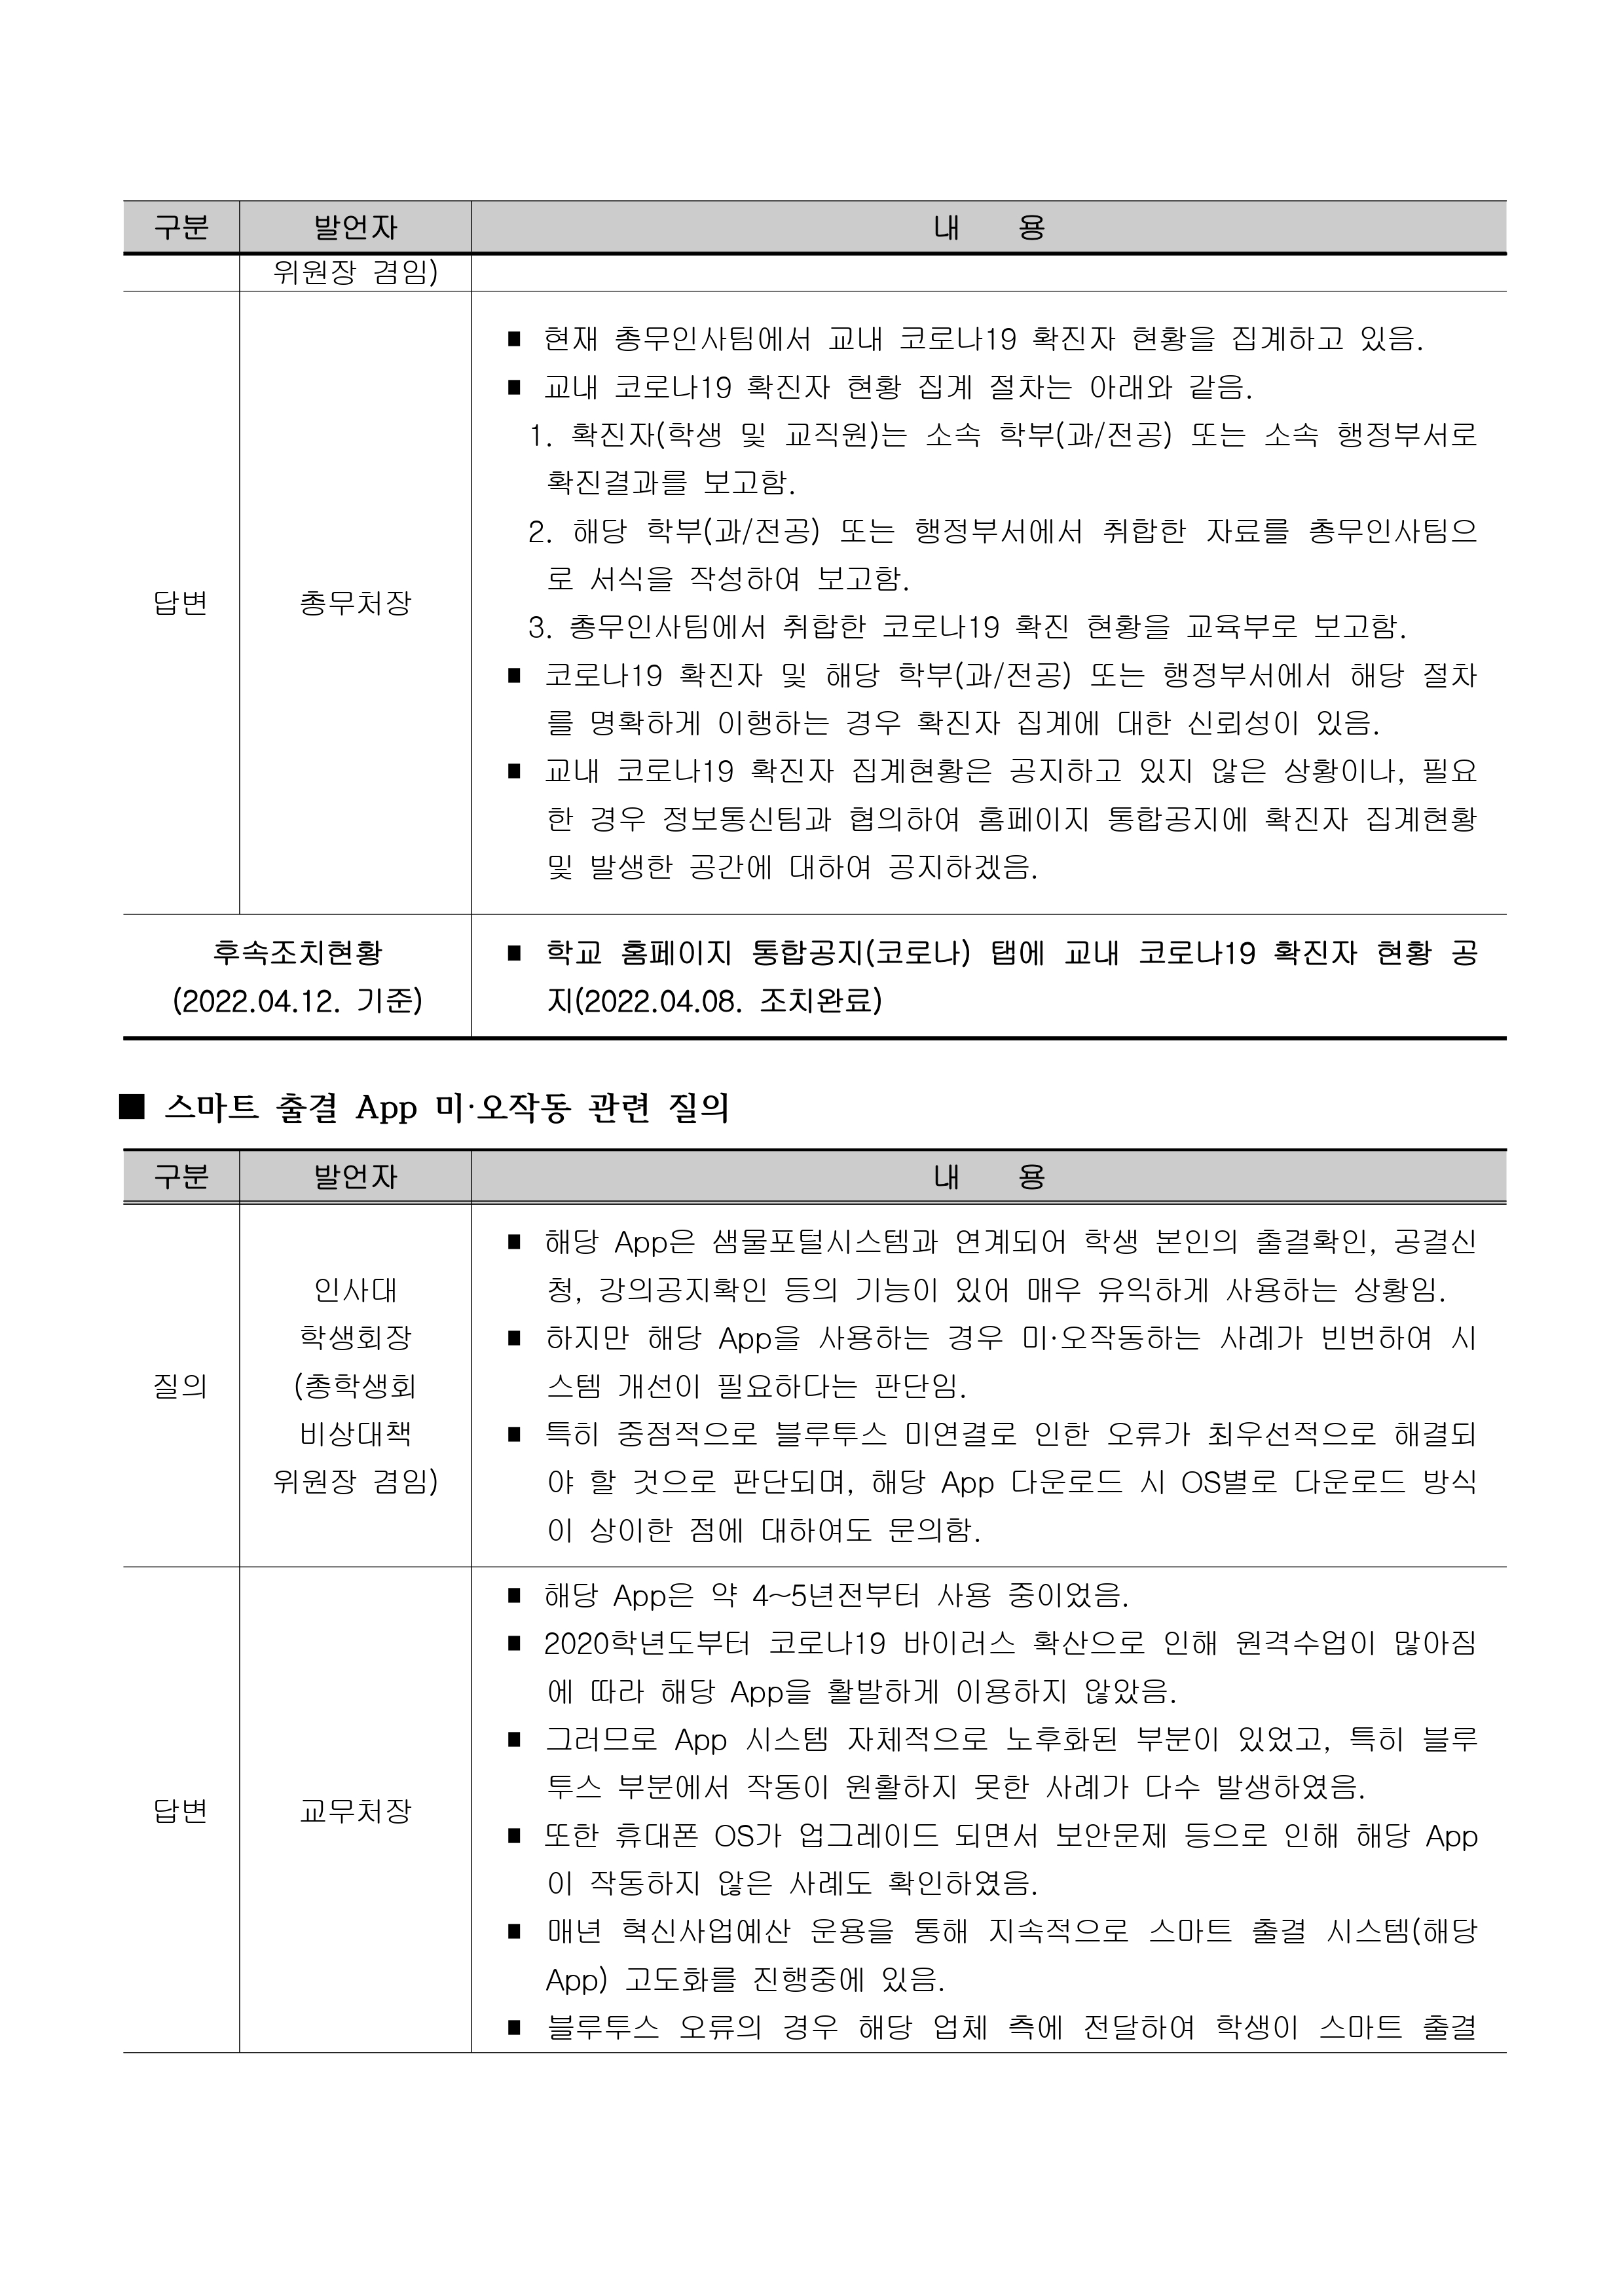 구분 발언자 내 용
위원장 겸임)
■ 현재 총무인사팀에서 교내 코로나19 확진자 현황을 집계하고 있음.
■ 교내 코로나19 확진자 현황 집계 절차는 아래와 같음.
1. 확진자(학생 및 교직원)는 소속 학부(과/전공) 또는 소속 행정부서로
확진결과를 보고함.
2. 해당 학부(과/전공) 또는 행정부서에서 취합한 자료를 총무인사팀으
로 서식을 작성하여 보고함.
답변 총무처장
3. 총무인사팀에서 취합한 코로나19 확진 현황을 교육부로 보고함.
■ 코로나19 확진자 및 해당 학부(과/전공) 또는 행정부서에서 해당 절차
를 명확하게 이행하는 경우 확진자 집계에 대한 신뢰성이 있음.
■ 교내 코로나19 확진자 집계현황은 공지하고 있지 않은 상황이나, 필요
한 경우 정보통신팀과 협의하여 홈페이지 통합공지에 확진자 집계현황
및 발생한 공간에 대하여 공지하겠음.
후속조치현황
(2022.04.12. 기준)
■ 학교 홈페이지 통합공지(코로나) 탭에 교내 코로나19 확진자 현황 공
지(2022.04.08. 조치완료)
■ 스마트 출결 App 미·오작동 관련 질의
구분 발언자 내 용
질의
인사대
학생회장
(총학생회
비상대책
위원장 겸임)
■ 해당 App은 샘물포털시스템과 연계되어 학생 본인의 출결확인, 공결신
청, 강의공지확인 등의 기능이 있어 매우 유익하게 사용하는 상황임.
■ 하지만 해당 App을 사용하는 경우 미·오작동하는 사례가 빈번하여 시
스템 개선이 필요하다는 판단임.
■ 특히 중점적으로 블루투스 미연결로 인한 오류가 최우선적으로 해결되
야 할 것으로 판단되며, 해당 App 다운로드 시 OS별로 다운로드 방식
이 상이한 점에 대하여도 문의함.
답변 교무처장
■ 해당 App은 약 4~5년전부터 사용 중이었음.
■ 2020학년도부터 코로나19 바이러스 확산으로 인해 원격수업이 많아짐
에 따라 해당 App을 활발하게 이용하지 않았음.
■ 그러므로 App 시스템 자체적으로 노후화된 부분이 있었고, 특히 블루
투스 부분에서 작동이 원활하지 못한 사례가 다수 발생하였음.
■ 또한 휴대폰 OS가 업그레이드 되면서 보안문제 등으로 인해 해당 App
이 작동하지 않은 사례도 확인하였음.
■ 매년 혁신사업예산 운용을 통해 지속적으로 스마트 출결 시스템(해당
App) 고도화를 진행중에 있음.
■ 블루투스 오류의 경우 해당 업체 측에 전달하여 학생이 스마트 출결